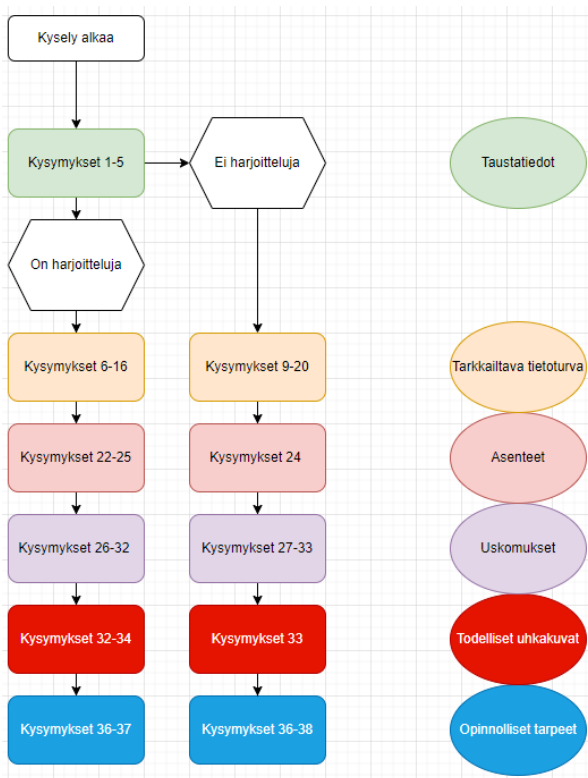 Kysely alkaa
Kysymykset 1-5
Ei harjoitteluja
Taustatiedot
On harjoitteluja
Kysymykset 6-16
Kysymykset 9-20
Tarkkailtava tietoturva
Kysymykset 22-25
Kysymykset 24
Asenteet
Kysymykset 26-32
Kysymykset 27-33
Uskomukset
Kysymykset 32-34
Kysymykset 33
Todelliset uhkakuvat
Kysymykset 36-37
Kysymykset 36-38
Opinnolliset tarpeet